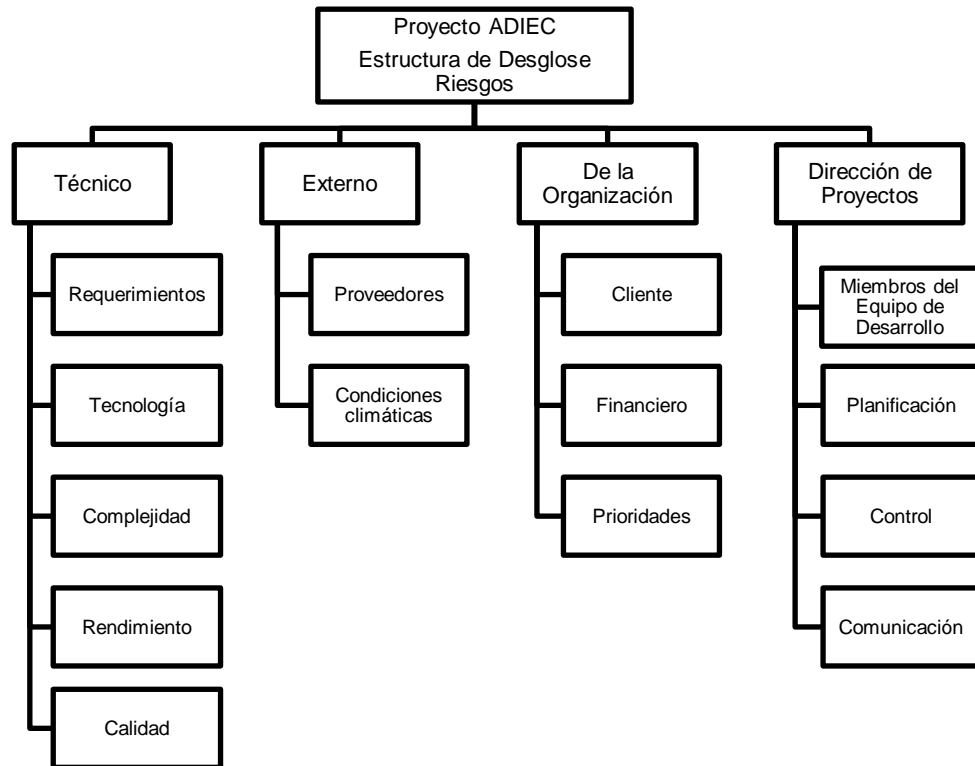 Proyecto ADIEC
Estructura de Desglose
Riesgos
Técnico
Externo
De la
Organización
Dirección de
Proyectos
Requerimientos
Tecnología
Complejidad
Rendimiento
Calidad
Proveedores
Condiciones
climáticas
Cliente
Financiero
Prioridades
Miembros del
Equipo de
Desarrollo
Planificación
Control
Comunicación